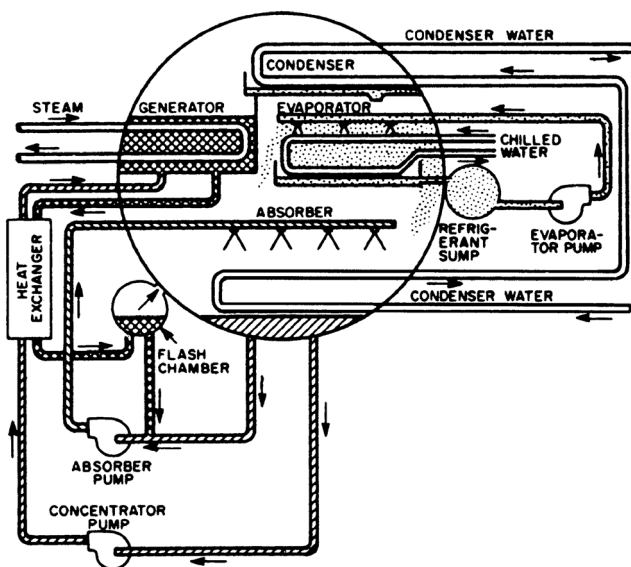 CONDENSER WATER
CONDENSER
STEAM
GENERATOR
EVAPORATOR
CHILLED
WATER
ABSORBER
REFRIG-
ERANT
SUMP
EVAPORA-
TOR PUMP
HEAT
EXCHANGER
CONDENSER WATER
FLASH
CHAMBER
ABSORBER
PUMP
CONCENTRATOR
PUMP